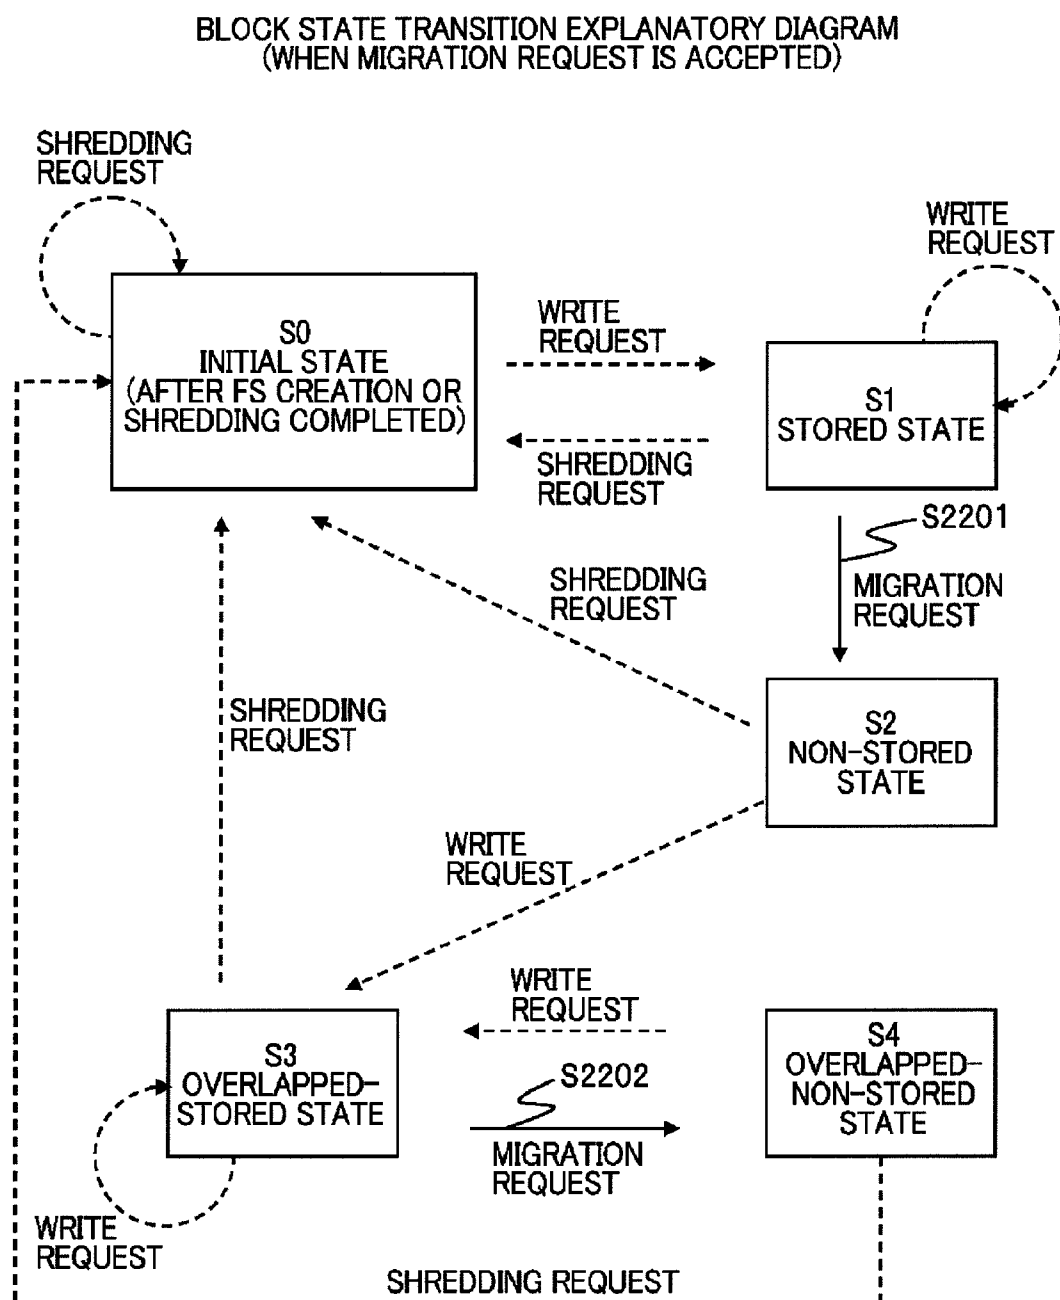 BLOCK STATE TRANSITION EXPLANATORY DIAGRAM
(WHEN MIGRATION REQUEST IS ACCEPTED)
SHREDDING
REQUEST
WRITE
REQUEST
S0
INITIAL STATE
(AFTER FS CREATION OR
SHREDDING COMPLETED)
WRITE
REQUEST
S1
STORED STATE
SHREDDING
REQUEST
S2201
MIGRATION
REQUEST
SHREDDING
REQUEST
S2
NON-STORED
STATE
SHREDDING
REQUEST
WRITE
REQUEST
WRITE
REQUEST
S3
OVERLAPPED-
STORED STATE
S4
OVERLAPPED-
NON-STORED
STATE
S2202
MIGRATION
REQUEST
WRITE
REQUEST
SHREDDING REQUEST